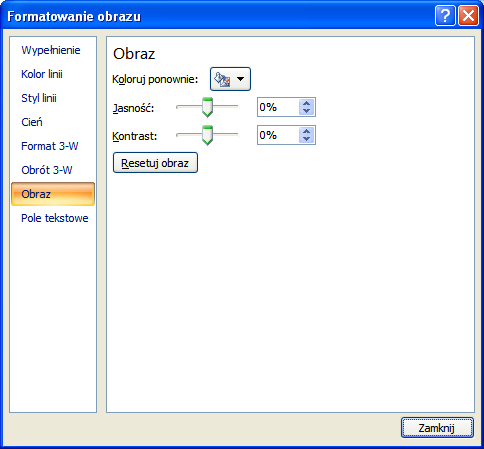 Formatowanie obrazu
Wypełnienie
Kolor linii
Styl linii
Cień
Format 3-W
Obrót 3-W
Obraz
Pole tekstowe
Obraz
Koloruj ponownie:
Jasność: 0%
Kontrast: 0%
Resetuj obraz
Zamknij